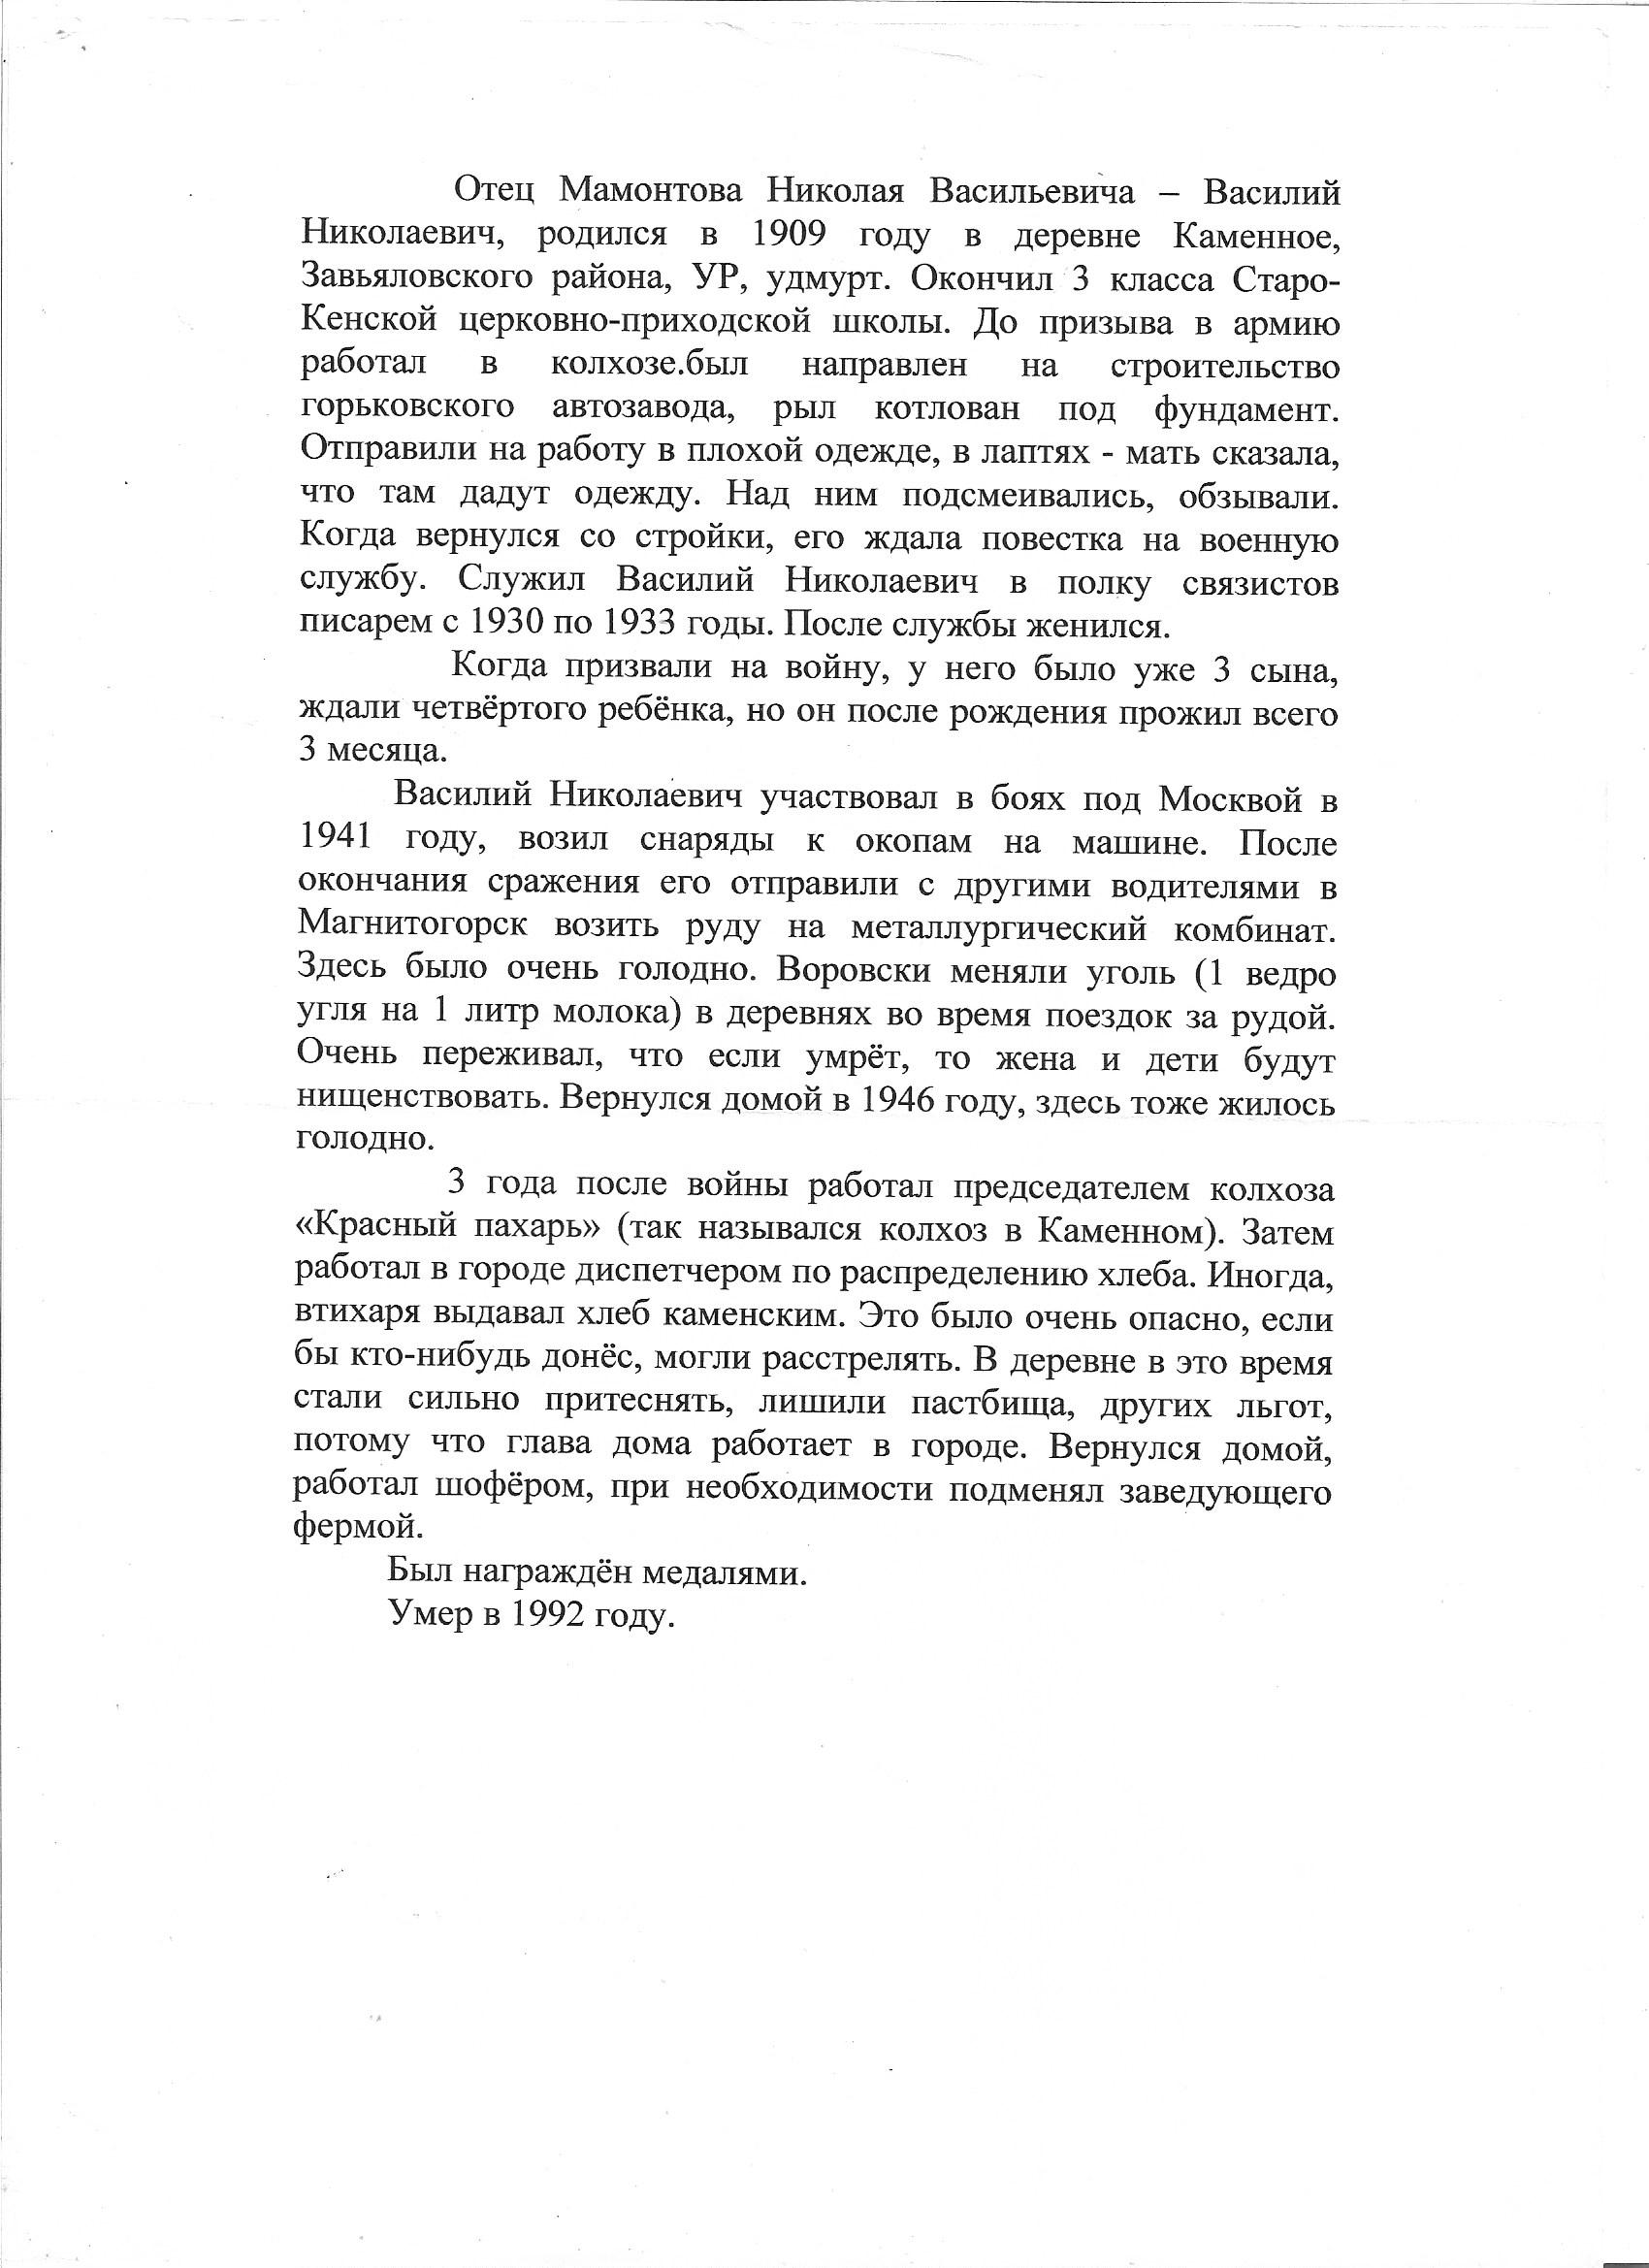 Отец Мамонтова Николая Васильевича – Василий
Николаевич, родился в 1909 году в деревне Каменное,
Завьяловского района, УР, удмурт. Окончил 3 класса Старо-
Кенской церковно-приходской школы. До призыва в армию
работал в колхозе.был направлен на строительство
горьковского автозавода, рыл котлован под фундамент.
Отправили на работу в плохой одежде, в лаптях - мать сказала,
что там дадут одежду. Над ним подсмеивались, обзывали.
Когда вернулся со стройки, его ждала повестка на военную
службу. Служил Василий Николаевич в полку связистов
писарем с 1930 по 1933 годы. После службы женился.
Когда призвали на войну, у него было уже 3 сына,
ждали четвёртого ребёнка, но он после рождения прожил всего
3 месяца.
Василий Николаевич участвовал в боях под Москвой в
1941 году, возил снаряды к окопам на машине. После
окончания сражения его отправили с другими водителями в
Магнитогорск возить руду на металлургический комбинат.
Здесь было очень голодно. Воровски меняли уголь (1 ведро
угля на 1 литр молока) в деревнях во время поездок за рудой.
Очень переживал, что если умрёт, то жена и дети будут
нищенствовать. Вернулся домой в 1946 году, здесь тоже жилось
голодно.
3 года после войны работал председателем колхоза
«Красный пахарь» (так назывался колхоз в Каменном). Затем
работал в городе диспетчером по распределению хлеба. Иногда,
втихаря выдавал хлеб каменским. Это было очень опасно, если
бы кто-нибудь донёс, могли расстрелять. В деревне в это время
стали сильно притеснять, лишили пастбища, других льгот,
потому что глава дома работает в городе. Вернулся домой,
работал шофёром, при необходимости подменял заведующего
фермой.
Был награждён медалями.
Умер в 1992 году.